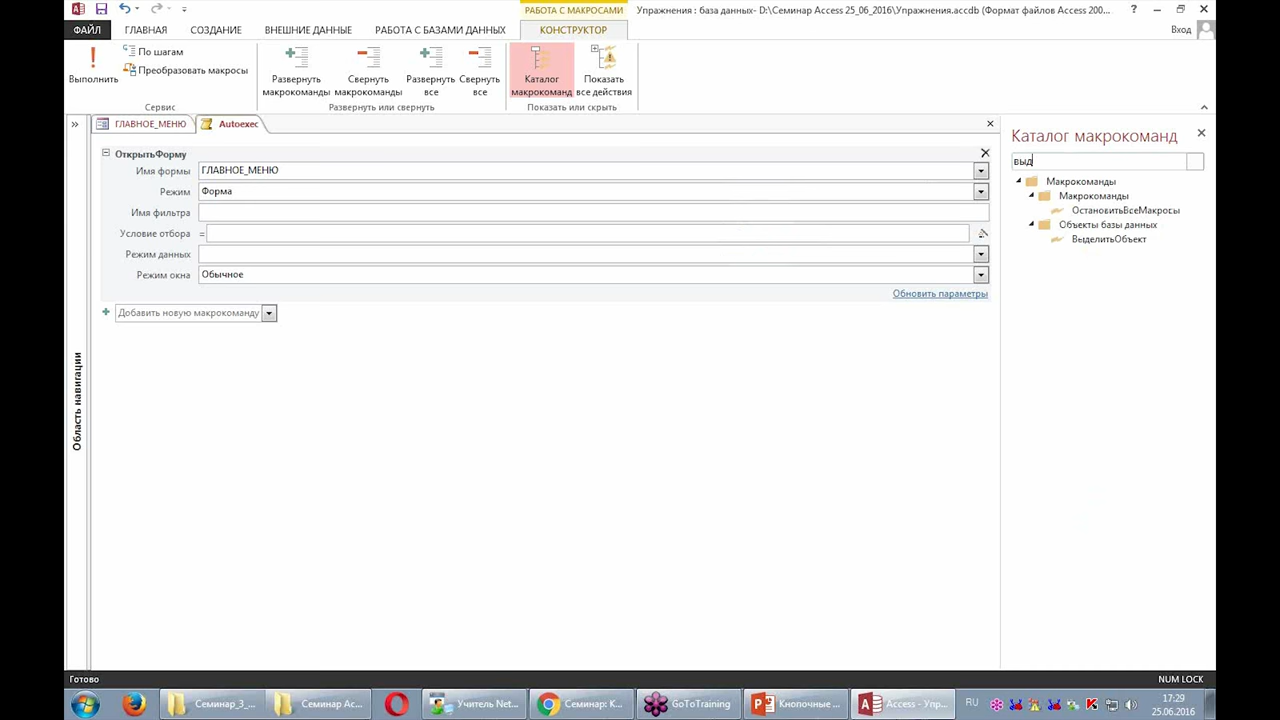 РАБОТА С МАКРОСАМИ
Упражнения : база данных- D:\Семинар Access 25_06_2016\Упражнения.accdb (Формат файлов Access 200...
?
ФАЙЛ ГЛАВНАЯ СОЗДАНИЕ ВНЕШНИЕ ДАННЫЕ РАБОТА С БАЗАМИ ДАННЫХ КОНСТРУКТОР Вход
Выполнить
По шагам
Преобразовать макросы
Сервис
Развернуть макрокоманды
Свернуть макрокоманды
Развернуть все
Свернуть все
Развернуть или свернуть
Каталог макрокоманд
Показать все действия
Показать или скрыть
ГЛАВНОЕ_МЕНЮ Autoexec
ОткрытьФорму
Имя формы ГЛАВНОЕ_МЕНЮ
Режим Форма
Имя фильтра
Условие отбора =
Режим данных
Режим окна Обычное
Обновить параметры
Добавить новую макрокоманду
Область навигации
Каталог макрокоманд
выд
Макрокоманды
Макрокоманды
ОстановитьВсеМакросы
Объекты базы данных
ВыделитьОбъект
Готово NUM LOCK
Семинар_3_... Семинар Ac... Учитель Net... Семинар: К... GoToTraining Кнопочные ... Access - Упр... RU 17:29
25.06.2016